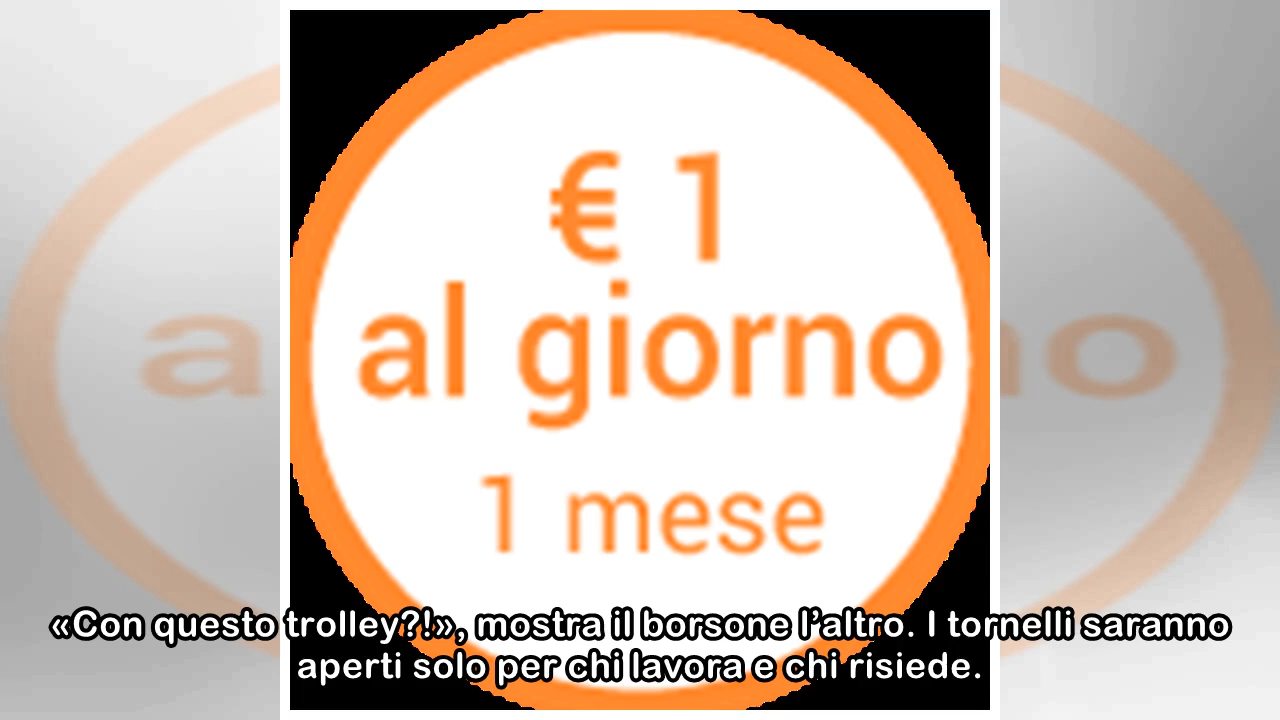 € 1
al giorno
1 mese
«Con questo trolley?!», mostra il borsone l’altro. I tornelli saranno
aperti solo per chi lavora e chi risiede.